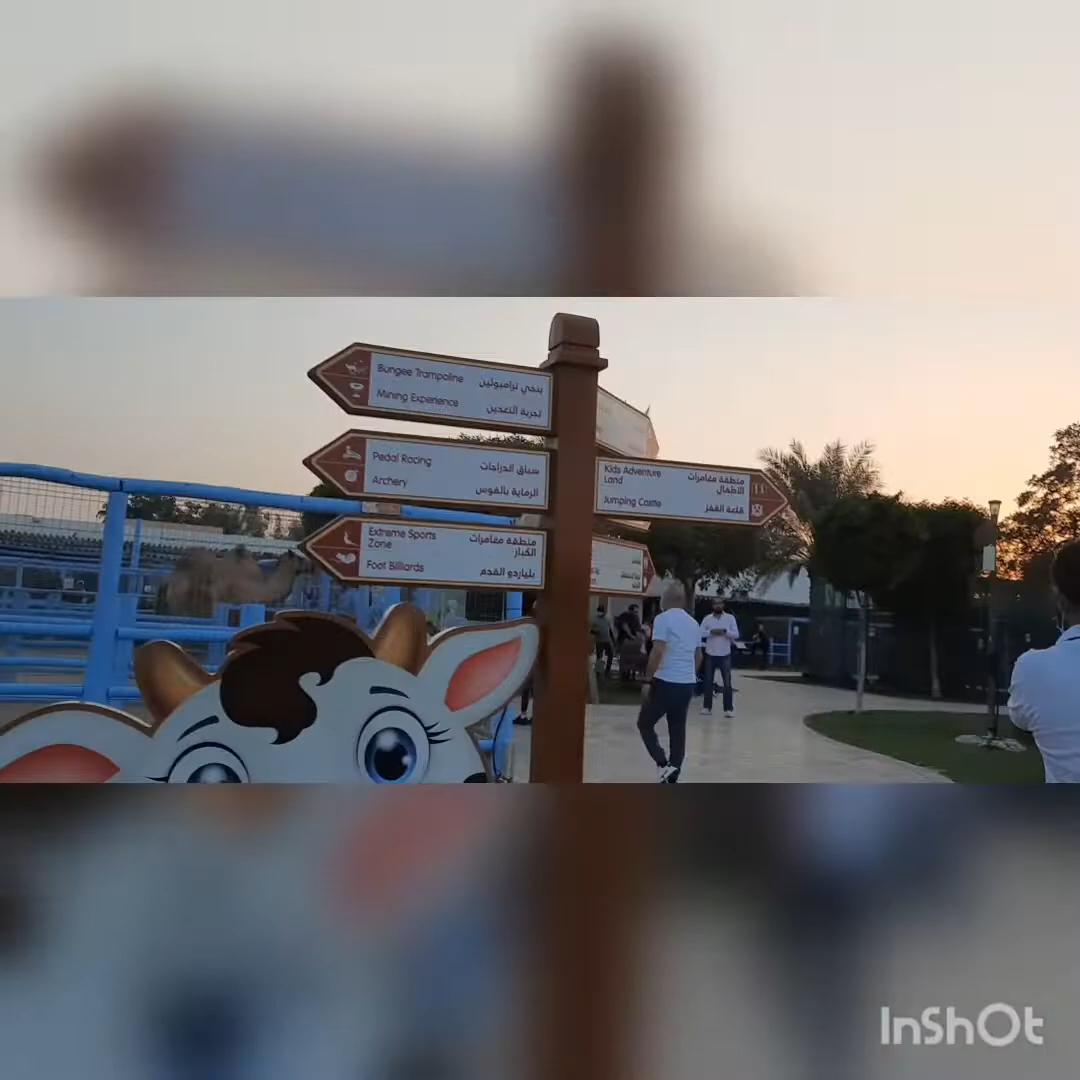 Bungee Trampoline بنجي ترامبولين
Mining Experience تجربة التعدين
Pedal Racing سباق الدراجات
Archery الرماية بالقوس
Extreme Sports Zone منطقة مغامرات الكبار
Foot Billiards بلياردو القدم
Kids Adventure Land منطقة مغامرات الأطفال
Jumping Castle قلعة القفز
InShOt